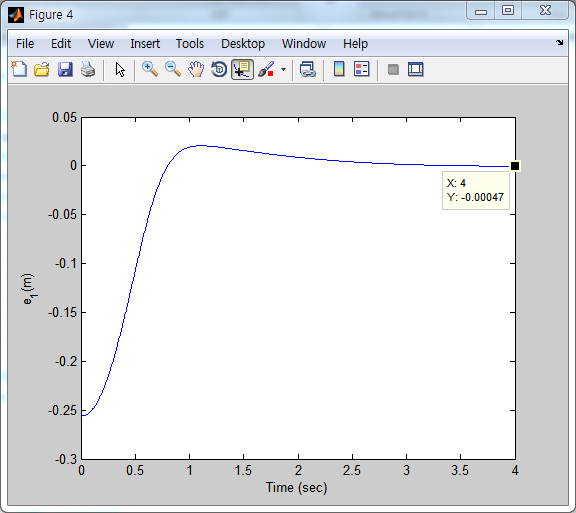 Figure 4
File Edit View Insert Tools Desktop Window Help
0.05
0
-0.05
-0.1
-0.15
-0.2
-0.25
-0.3
e1(m)
X: 4
Y: -0.00047
0 0.5 1 1.5 2 2.5 3 3.5 4
Time (sec)